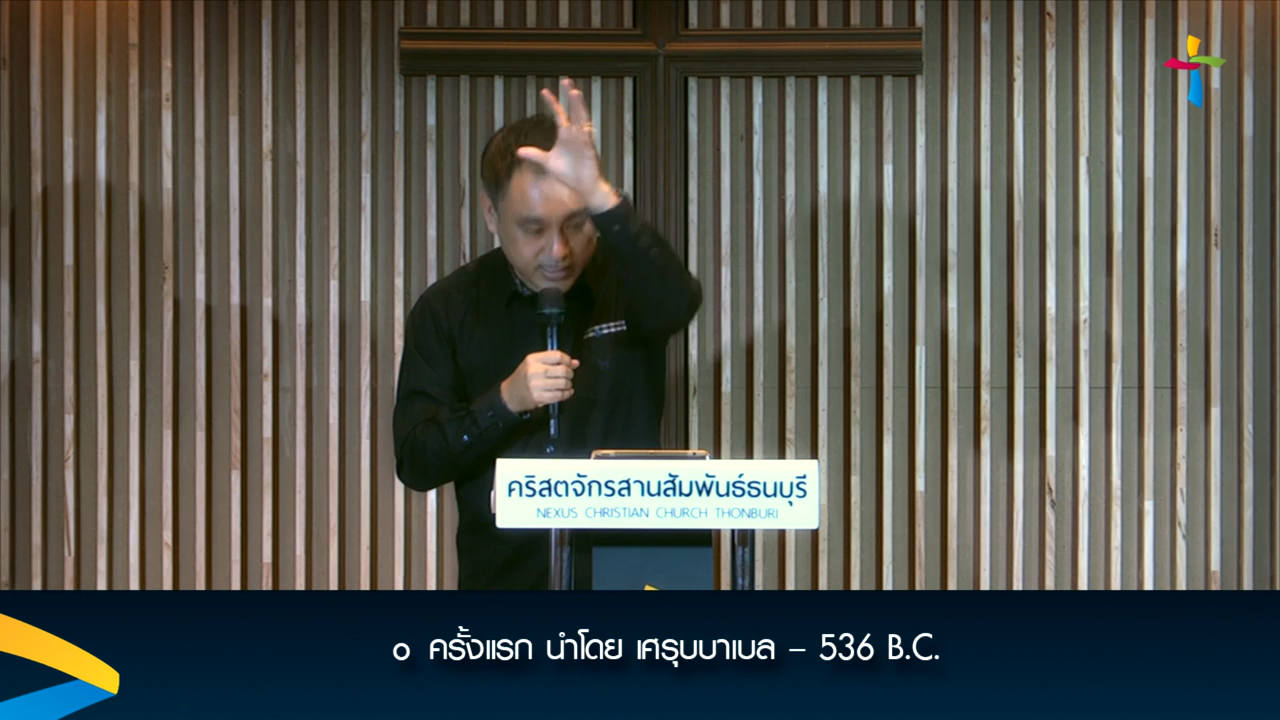 คริสตจักรสานสัมพันธ์ธนบุรี
NEXUS CHRISTIAN CHURCH THONBURI
o ครั้งแรก นำโดย เศรุบบาเบล – 536 B.C.